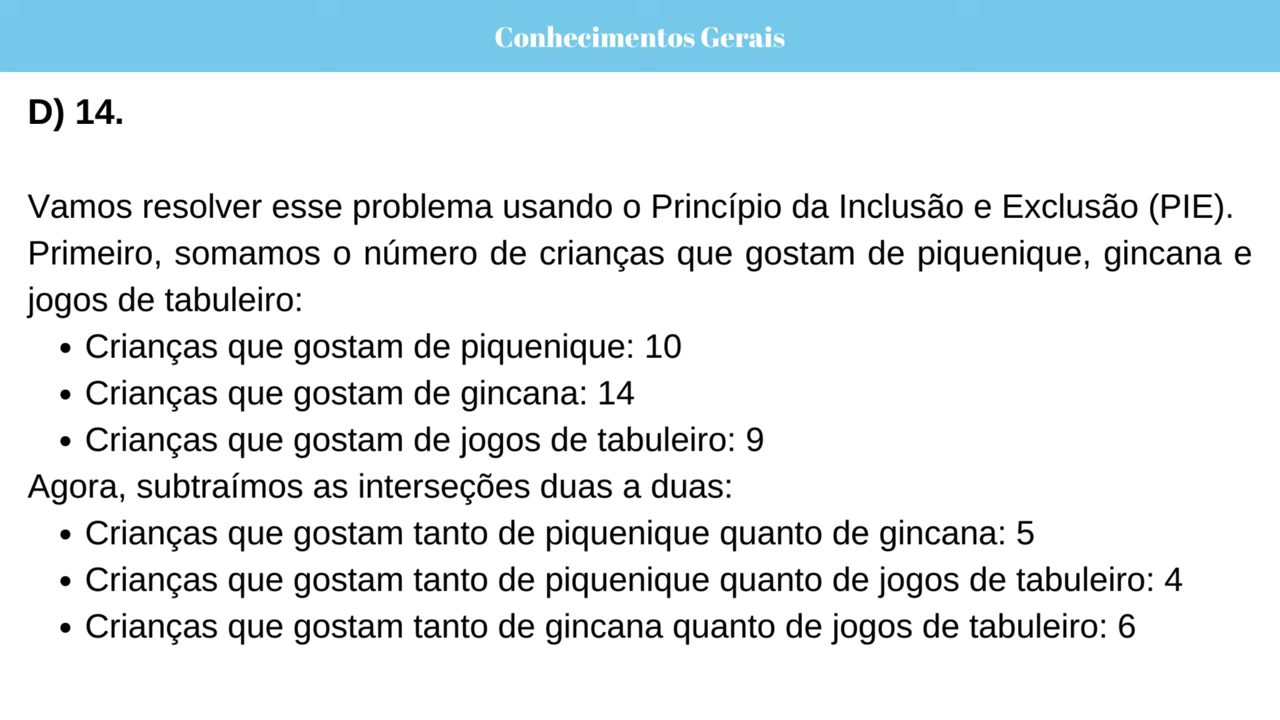 Conhecimentos Gerais
D) 14.
Vamos resolver esse problema usando o Princípio da Inclusão e Exclusão (PIE).
Primeiro, somamos o número de crianças que gostam de piquenique, gincana e
jogos de tabuleiro:
• Crianças que gostam de piquenique: 10
• Crianças que gostam de gincana: 14
• Crianças que gostam de jogos de tabuleiro: 9
Agora, subtraímos as interseções duas a duas:
• Crianças que gostam tanto de piquenique quanto de gincana: 5
• Crianças que gostam tanto de piquenique quanto de jogos de tabuleiro: 4
• Crianças que gostam tanto de gincana quanto de jogos de tabuleiro: 6